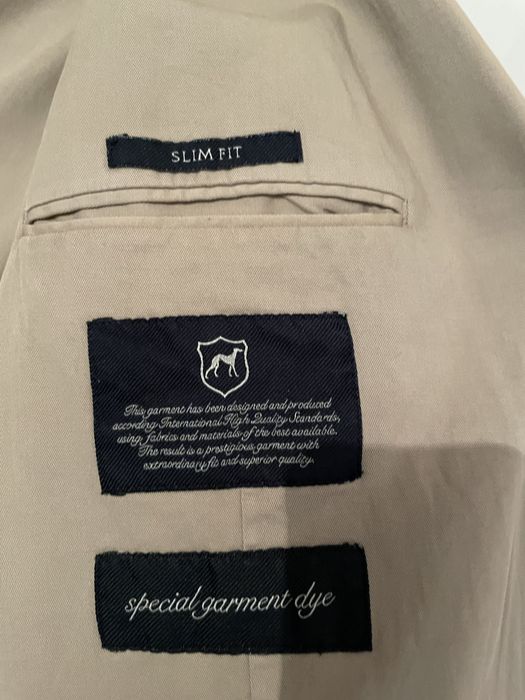 SLIM FIT
This garment has been designed and produced
according International High Quality Standards,
using fabrics and materials of the best available.
The result is a prestigious garment with
extraordinary fit and superior quality.
special garment dye